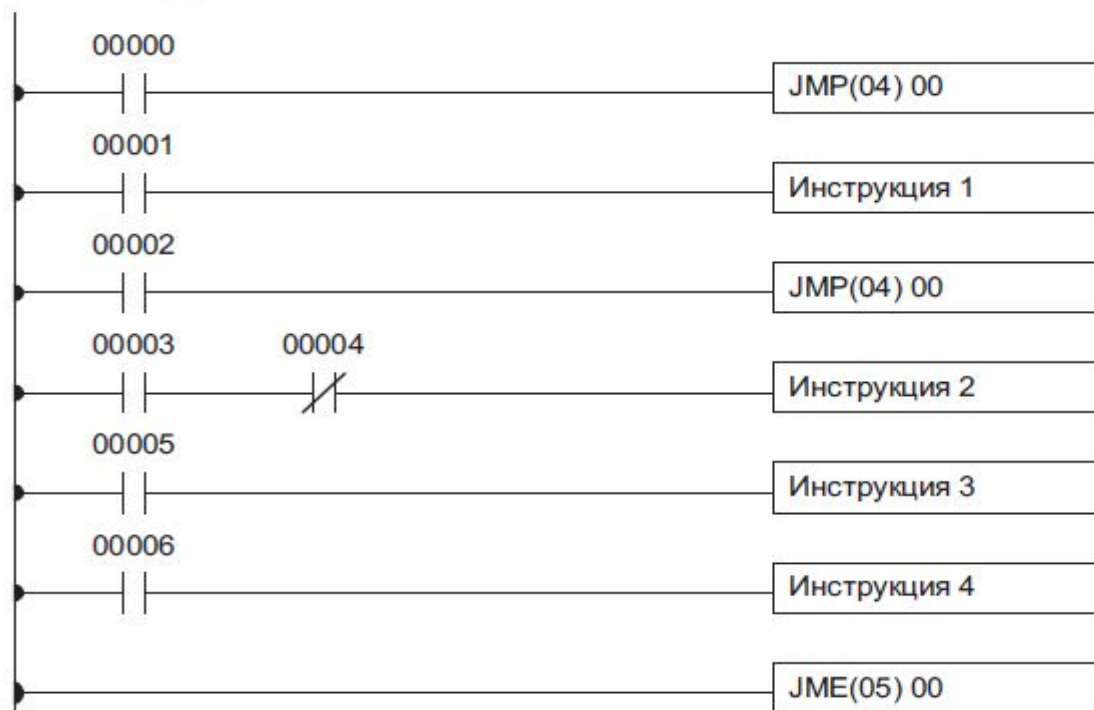 00000
JMP(04) 00
00001
Инструкция 1
00002
JMP(04) 00
00003 00004
Инструкция 2
00005
Инструкция 3
00006
Инструкция 4
JME(05) 00